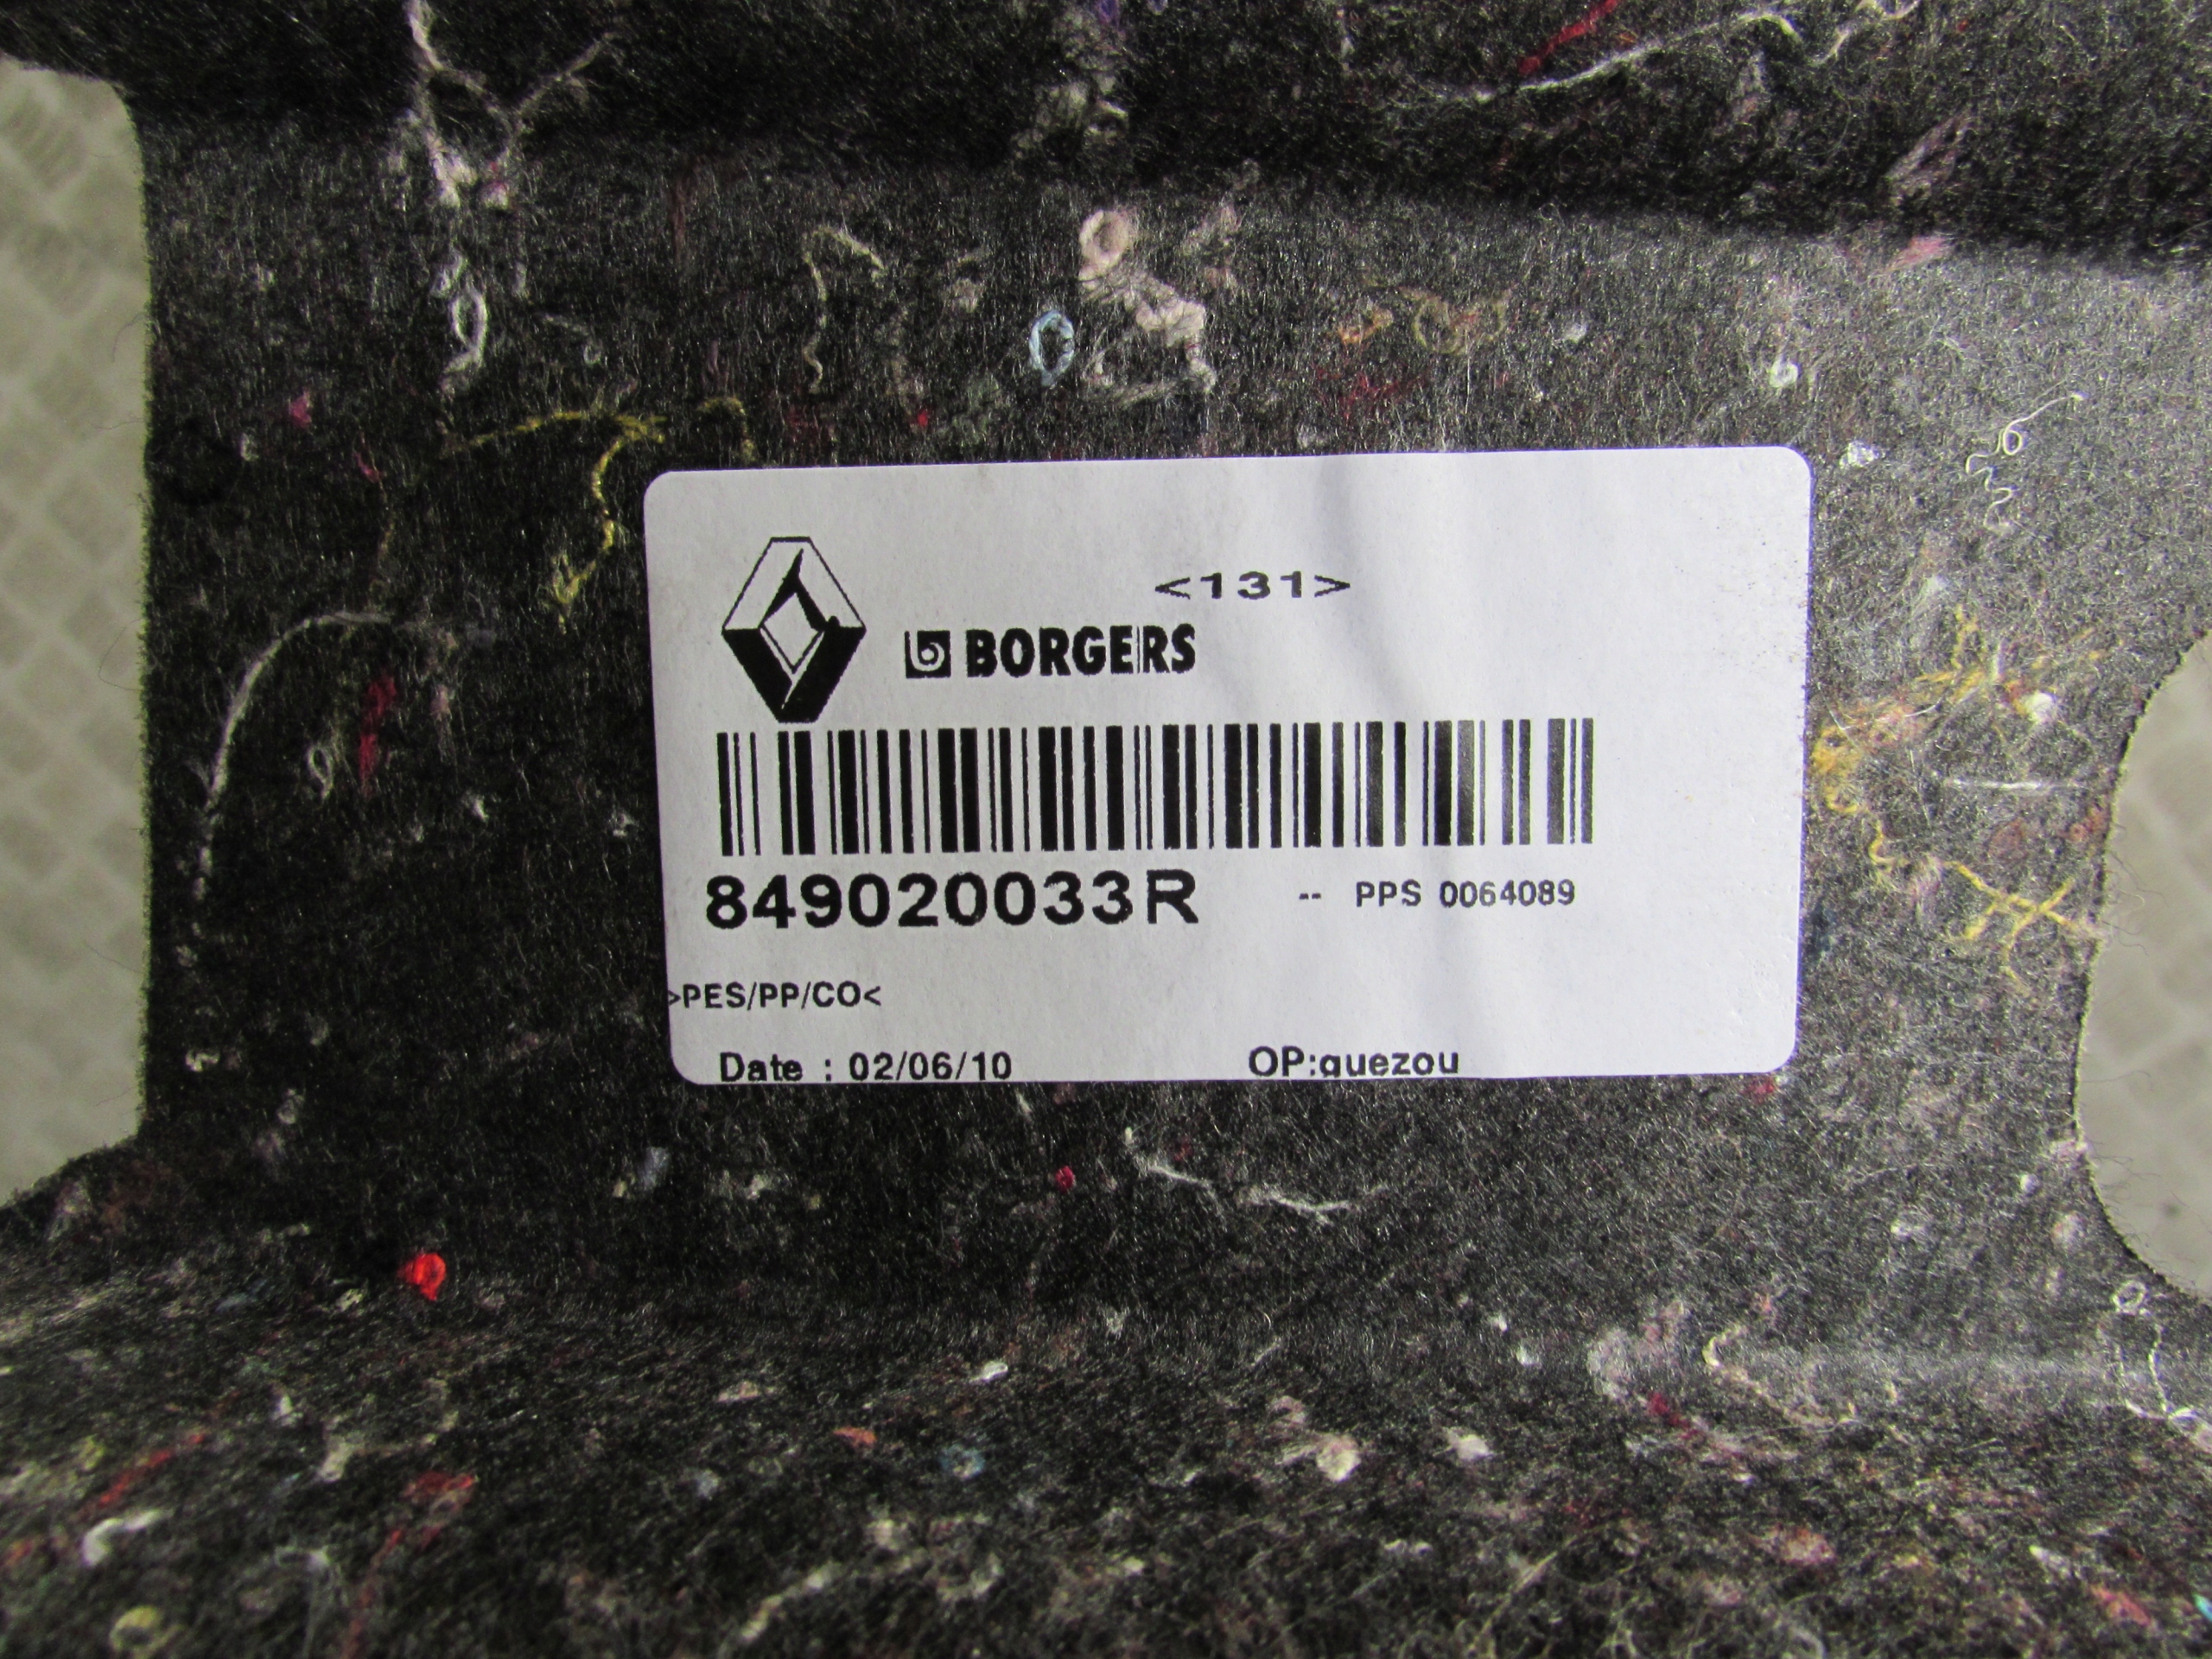 <131>
BORGERS
849020033R -- PPS 0064089
>PES/PP/CO<
Date : 02/06/10 OP:guezou